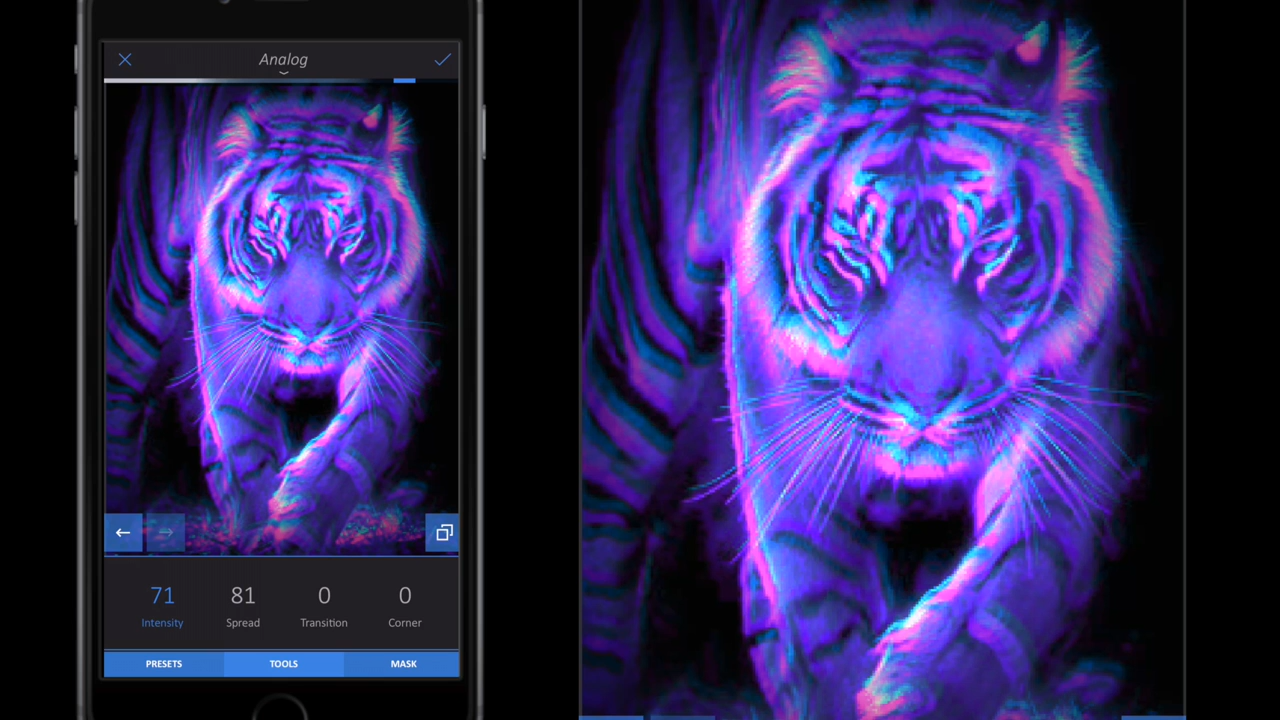 Analog
71 81 0 0
Intensity Spread Transition Corner
PRESETS TOOLS MASK